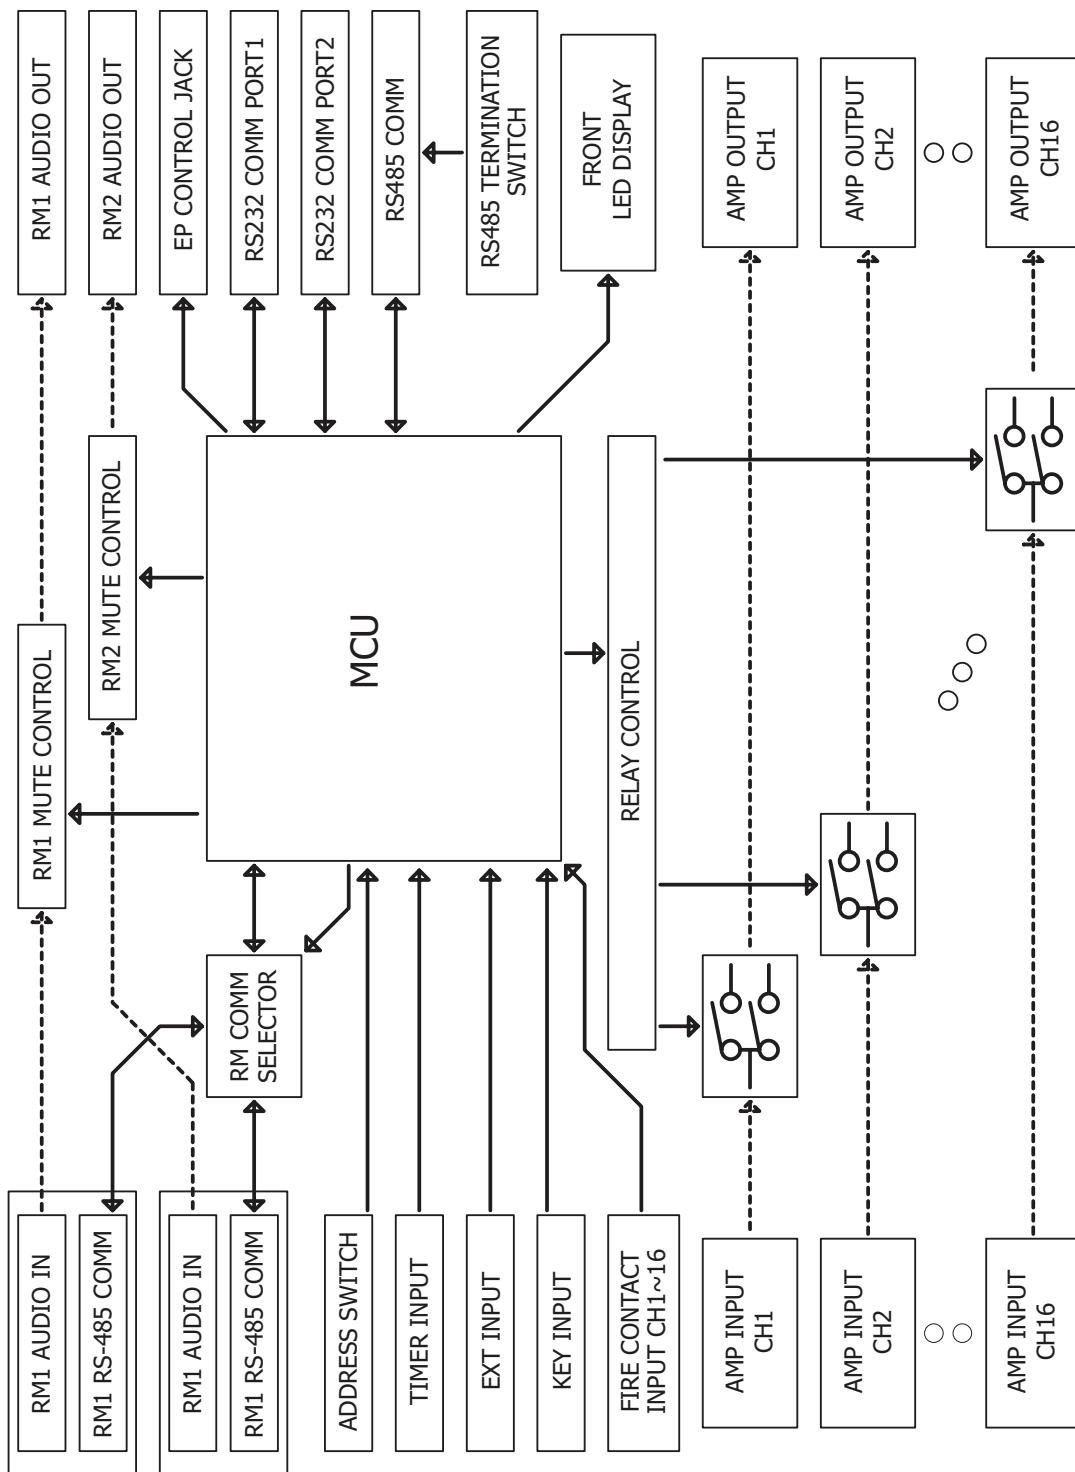 RM1 AUDIO IN
RM1 RS-485 COMM
RM1 AUDIO IN
RM1 RS-485 COMM
ADDRESS SWITCH
TIMER INPUT
EXT INPUT
KEY INPUT
FIRE CONTACT
INPUT CH1~16
AMP INPUT
CH1
AMP INPUT
CH2
AMP INPUT
CH16
RM1 MUTE CONTROL
RM2 MUTE CONTROL
RM COMM
SELECTOR
MCU
RELAY CONTROL
RM1 AUDIO OUT
RM2 AUDIO OUT
EP CONTROL JACK
RS232 COMM PORT1
RS232 COMM PORT2
RS485 COMM
RS485 TERMINATION
SWITCH
FRONT
LED DISPLAY
AMP OUTPUT
CH1
AMP OUTPUT
CH2
AMP OUTPUT
CH16